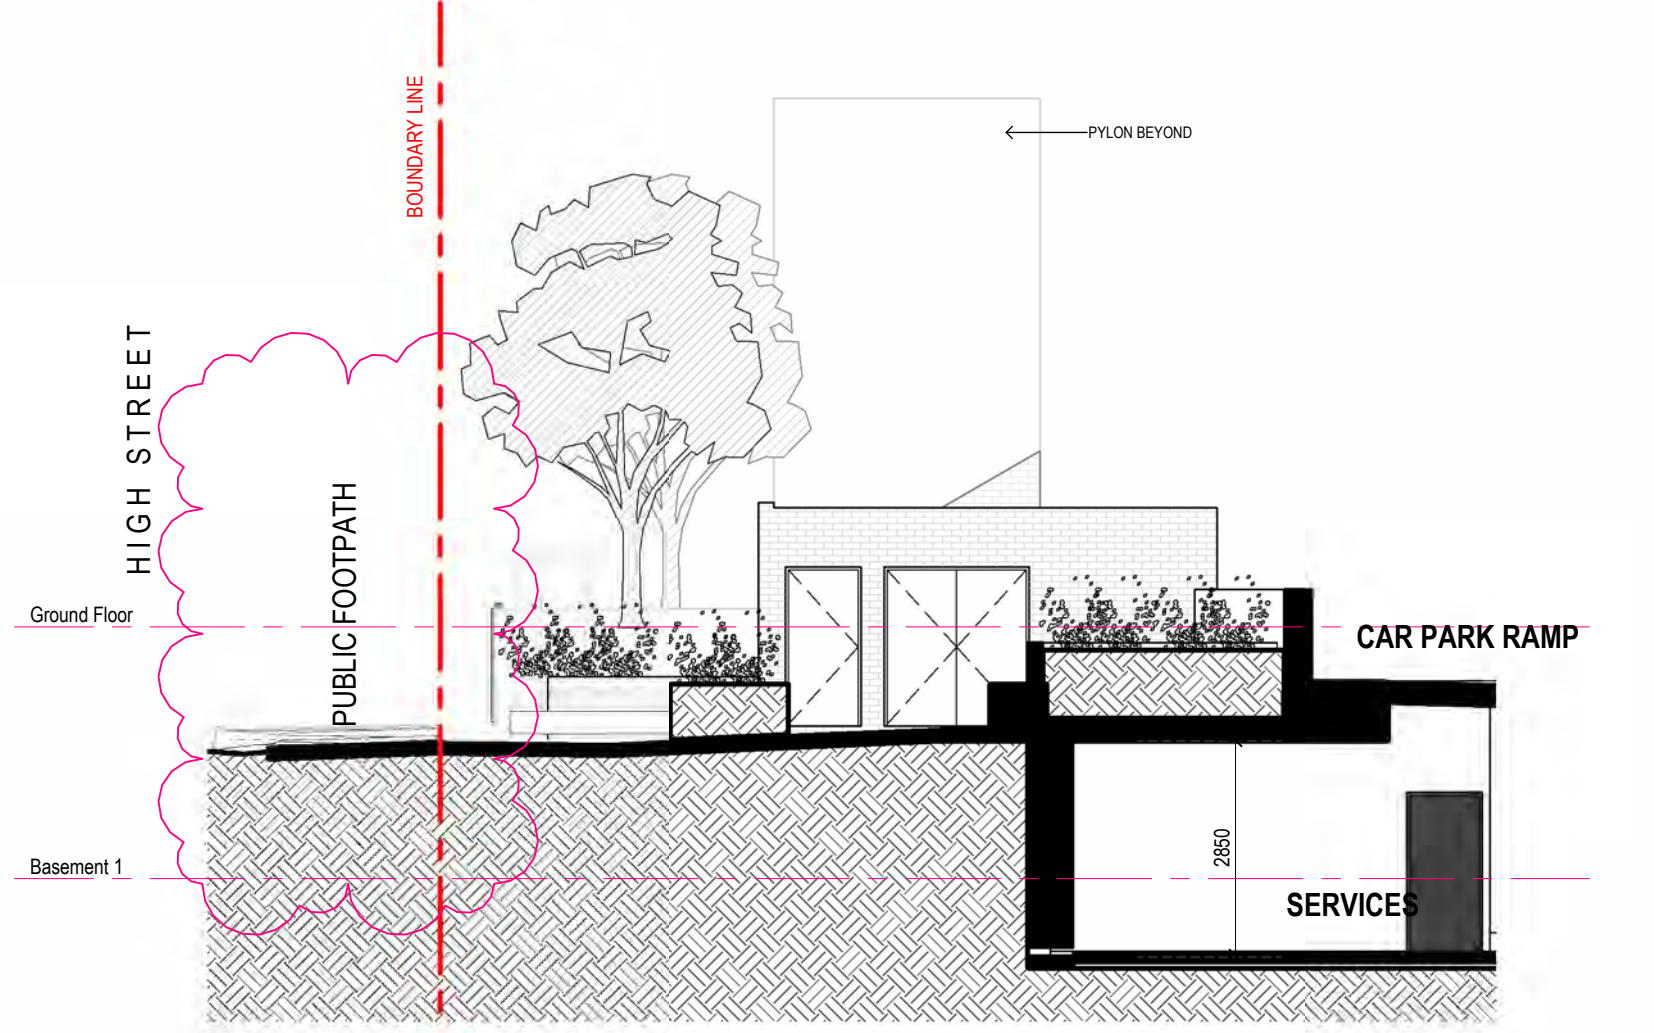 BOUNDARY LINE
PYLON BEYOND
HIGH STREET
PUBLIC FOOTPATH
Ground Floor
CAR PARK RAMP
Basement 1
2850
SERVICES